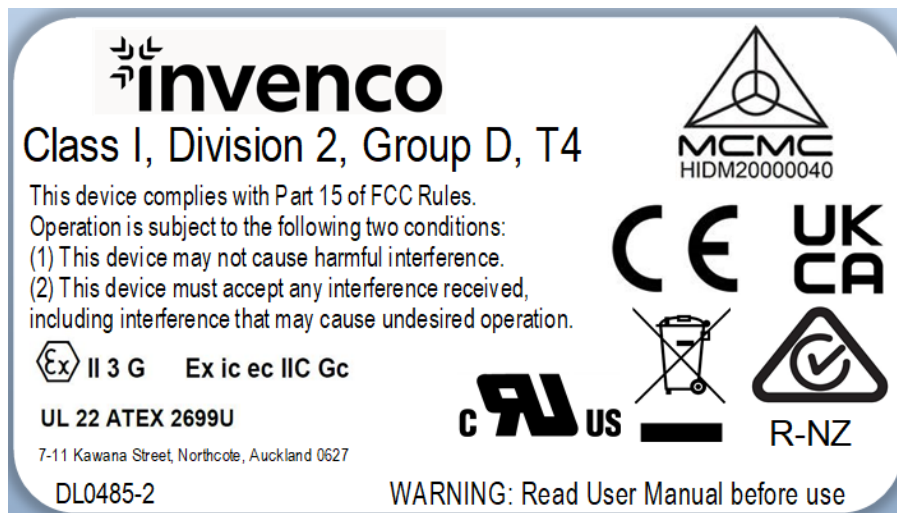 invenco
Class I, Division 2, Group D, T4
This device complies with Part 15 of FCC Rules.
Operation is subject to the following two conditions:
(1) This device may not cause harmful interference.
(2) This device must accept any interference received,
including interference that may cause undesired operation.
Ex II 3 G Ex ic ec IIC Gc
UL 22 ATEX 2699U
7-11 Kawana Street, Northcote, Auckland 0627
DL0485-2
MCMC
HIDM20000040
CE
UK
CA
c RU US
R-NZ
WARNING: Read User Manual before use